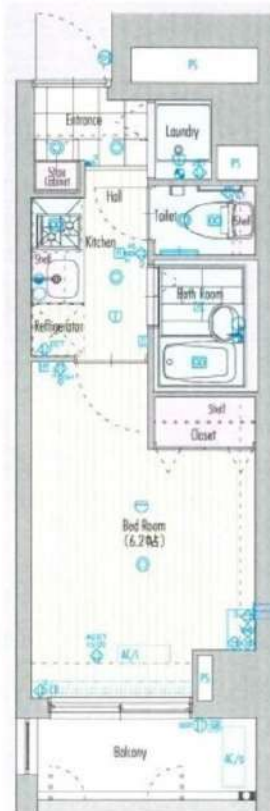 PS
Entrance
Laundry
Shoe
Cabinet
PS
Hall
Toilet
Shelf
Kitchen
Shelf
Bath Room
Refrigerator
Shelf
Closet
Bed Room
(6.2帖)
AC/I
PS
Balcony
AC/O